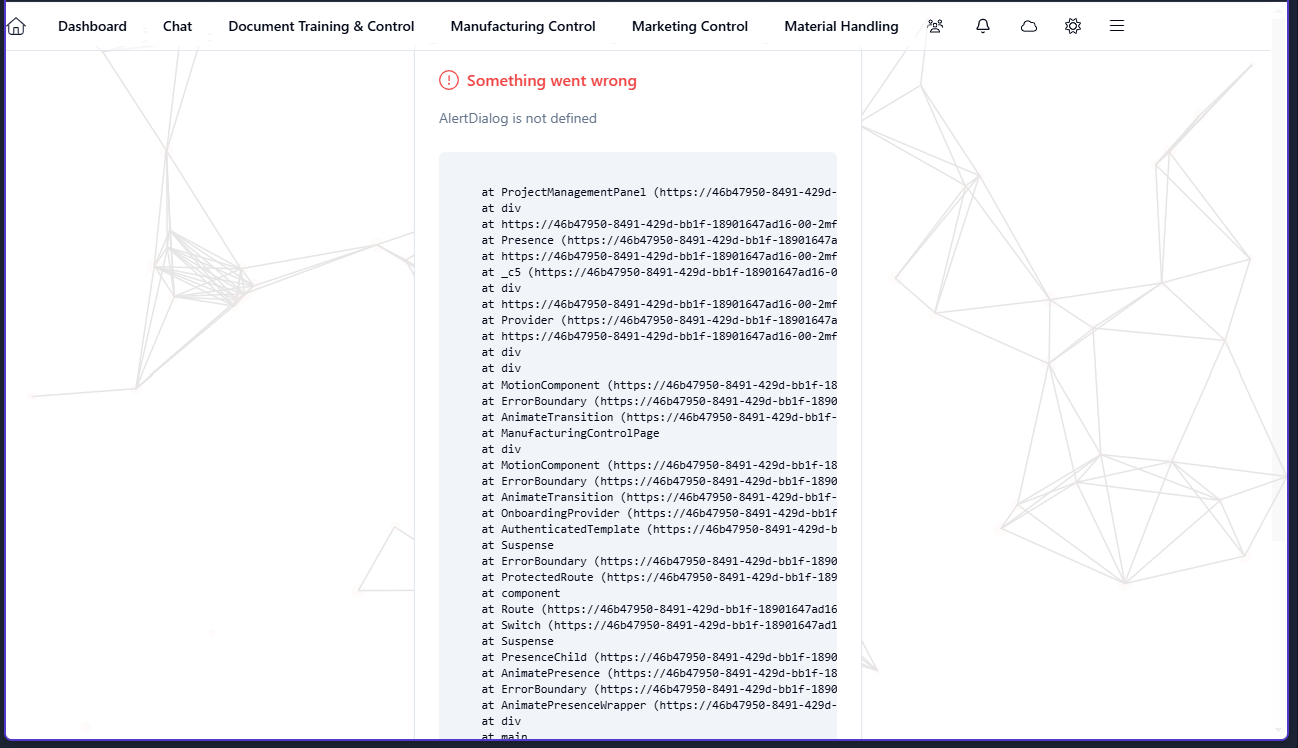 Dashboard Chat Document Training & Control Manufacturing Control Marketing Control Material Handling
Something went wrong
AlertDialog is not defined
at ProjectManagementPanel (https://46b47950-8491-429d-
at div
at https://46b47950-8491-429d-bb1f-18901647ad16-00-2mf
at Presence (https://46b47950-8491-429d-bb1f-18901647a
at https://46b47950-8491-429d-bb1f-18901647ad16-00-2mf
at _c5 (https://46b47950-8491-429d-bb1f-18901647ad16-0
at div
at https://46b47950-8491-429d-bb1f-18901647ad16-00-2mf
at Provider (https://46b47950-8491-429d-bb1f-18901647a
at https://46b47950-8491-429d-bb1f-18901647ad16-00-2mf
at div
at div
at MotionComponent (https://46b47950-8491-429d-bb1f-18
at ErrorBoundary (https://46b47950-8491-429d-bb1f-1890
at AnimateTransition (https://46b47950-8491-429d-bb1f-
at ManufacturingControlPage
at div
at MotionComponent (https://46b47950-8491-429d-bb1f-18
at ErrorBoundary (https://46b47950-8491-429d-bb1f-1890
at AnimateTransition (https://46b47950-8491-429d-bb1f-
at OnboardingProvider (https://46b47950-8491-429d-bb1f
at AuthenticatedTemplate (https://46b47950-8491-429d-b
at Suspense
at ErrorBoundary (https://46b47950-8491-429d-bb1f-1890
at ProtectedRoute (https://46b47950-8491-429d-bb1f-189
at component
at Route (https://46b47950-8491-429d-bb1f-18901647ad16
at Switch (https://46b47950-8491-429d-bb1f-18901647ad1
at Suspense
at PresenceChild (https://46b47950-8491-429d-bb1f-1890
at AnimatePresence (https://46b47950-8491-429d-bb1f-18
at ErrorBoundary (https://46b47950-8491-429d-bb1f-1890
at AnimatePresenceWrapper (https://46b47950-8491-429d-
at div
at main